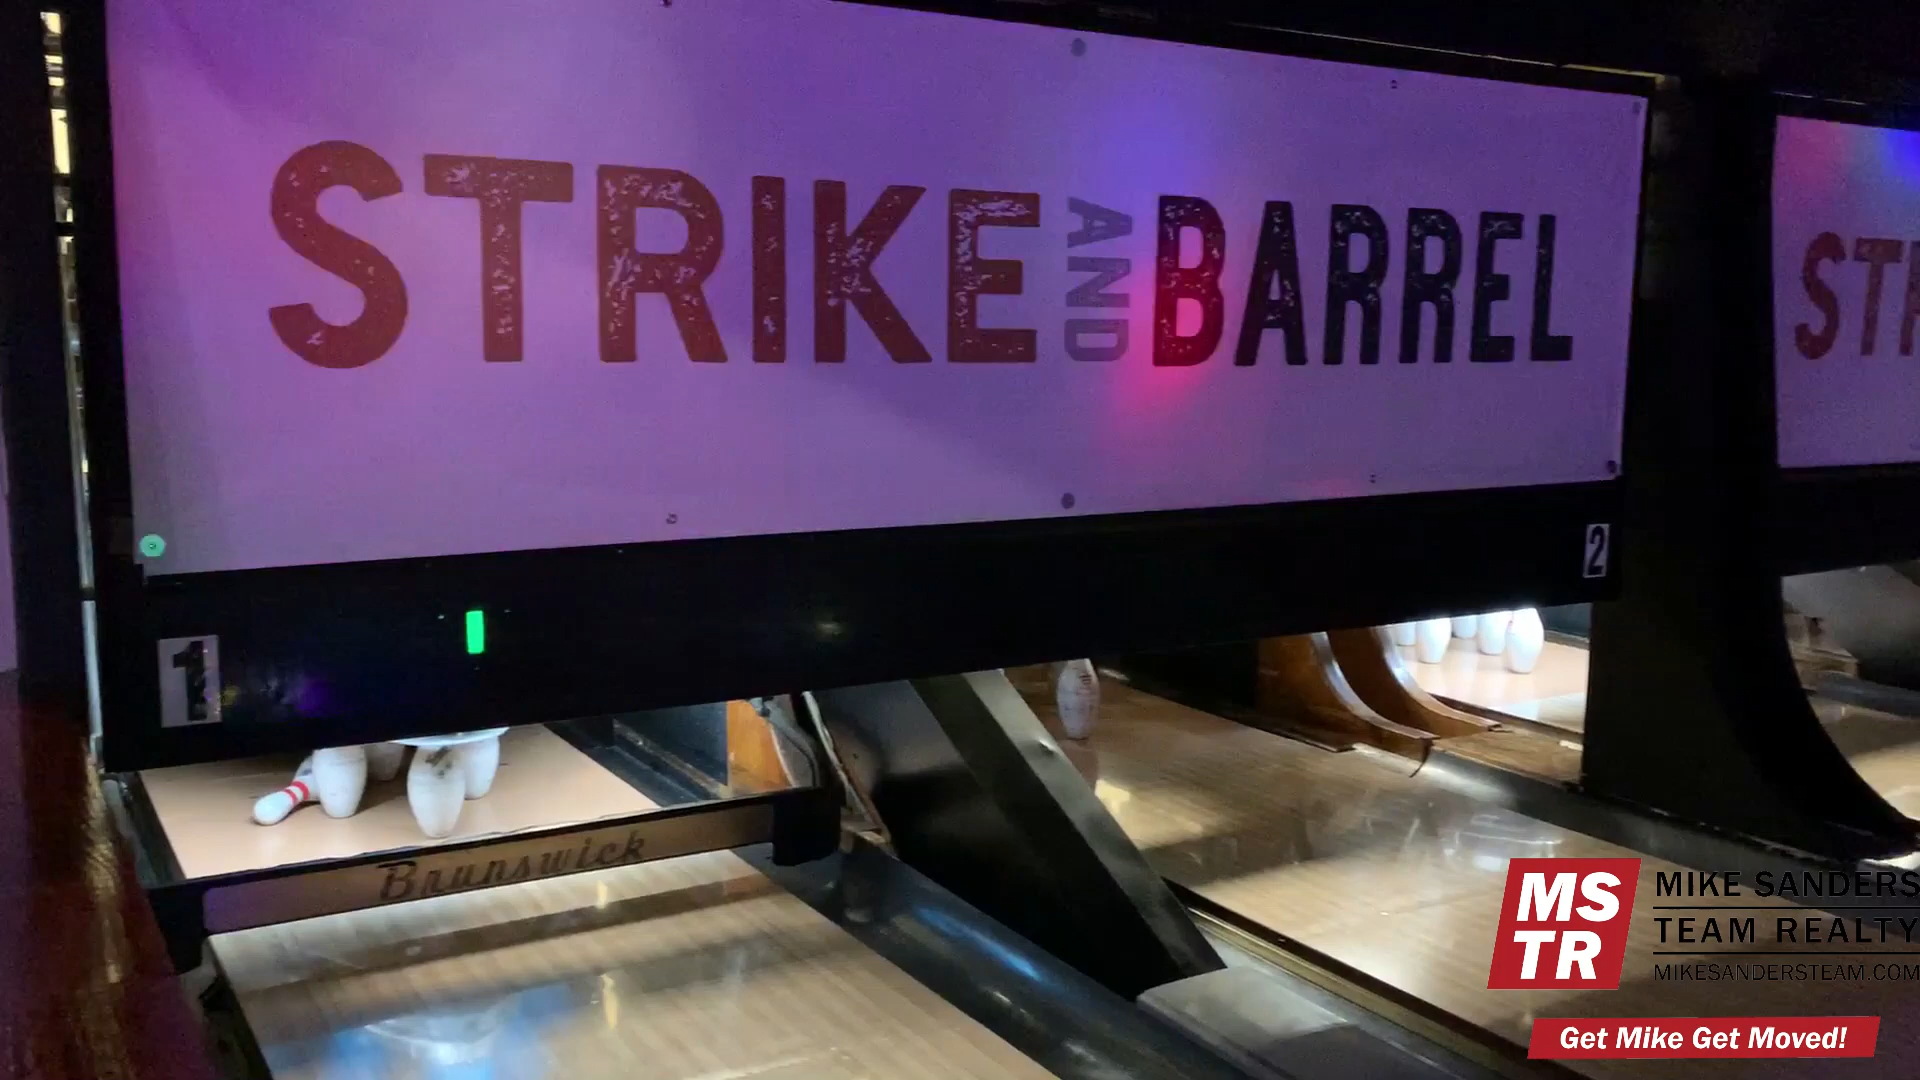 STRIKE AND BARREL
STR
2
1
Brunswick
MS
TR
MIKE SANDERS
TEAM REALTY
MIKESANDERSTEAM.COM
Get Mike Get Moved!